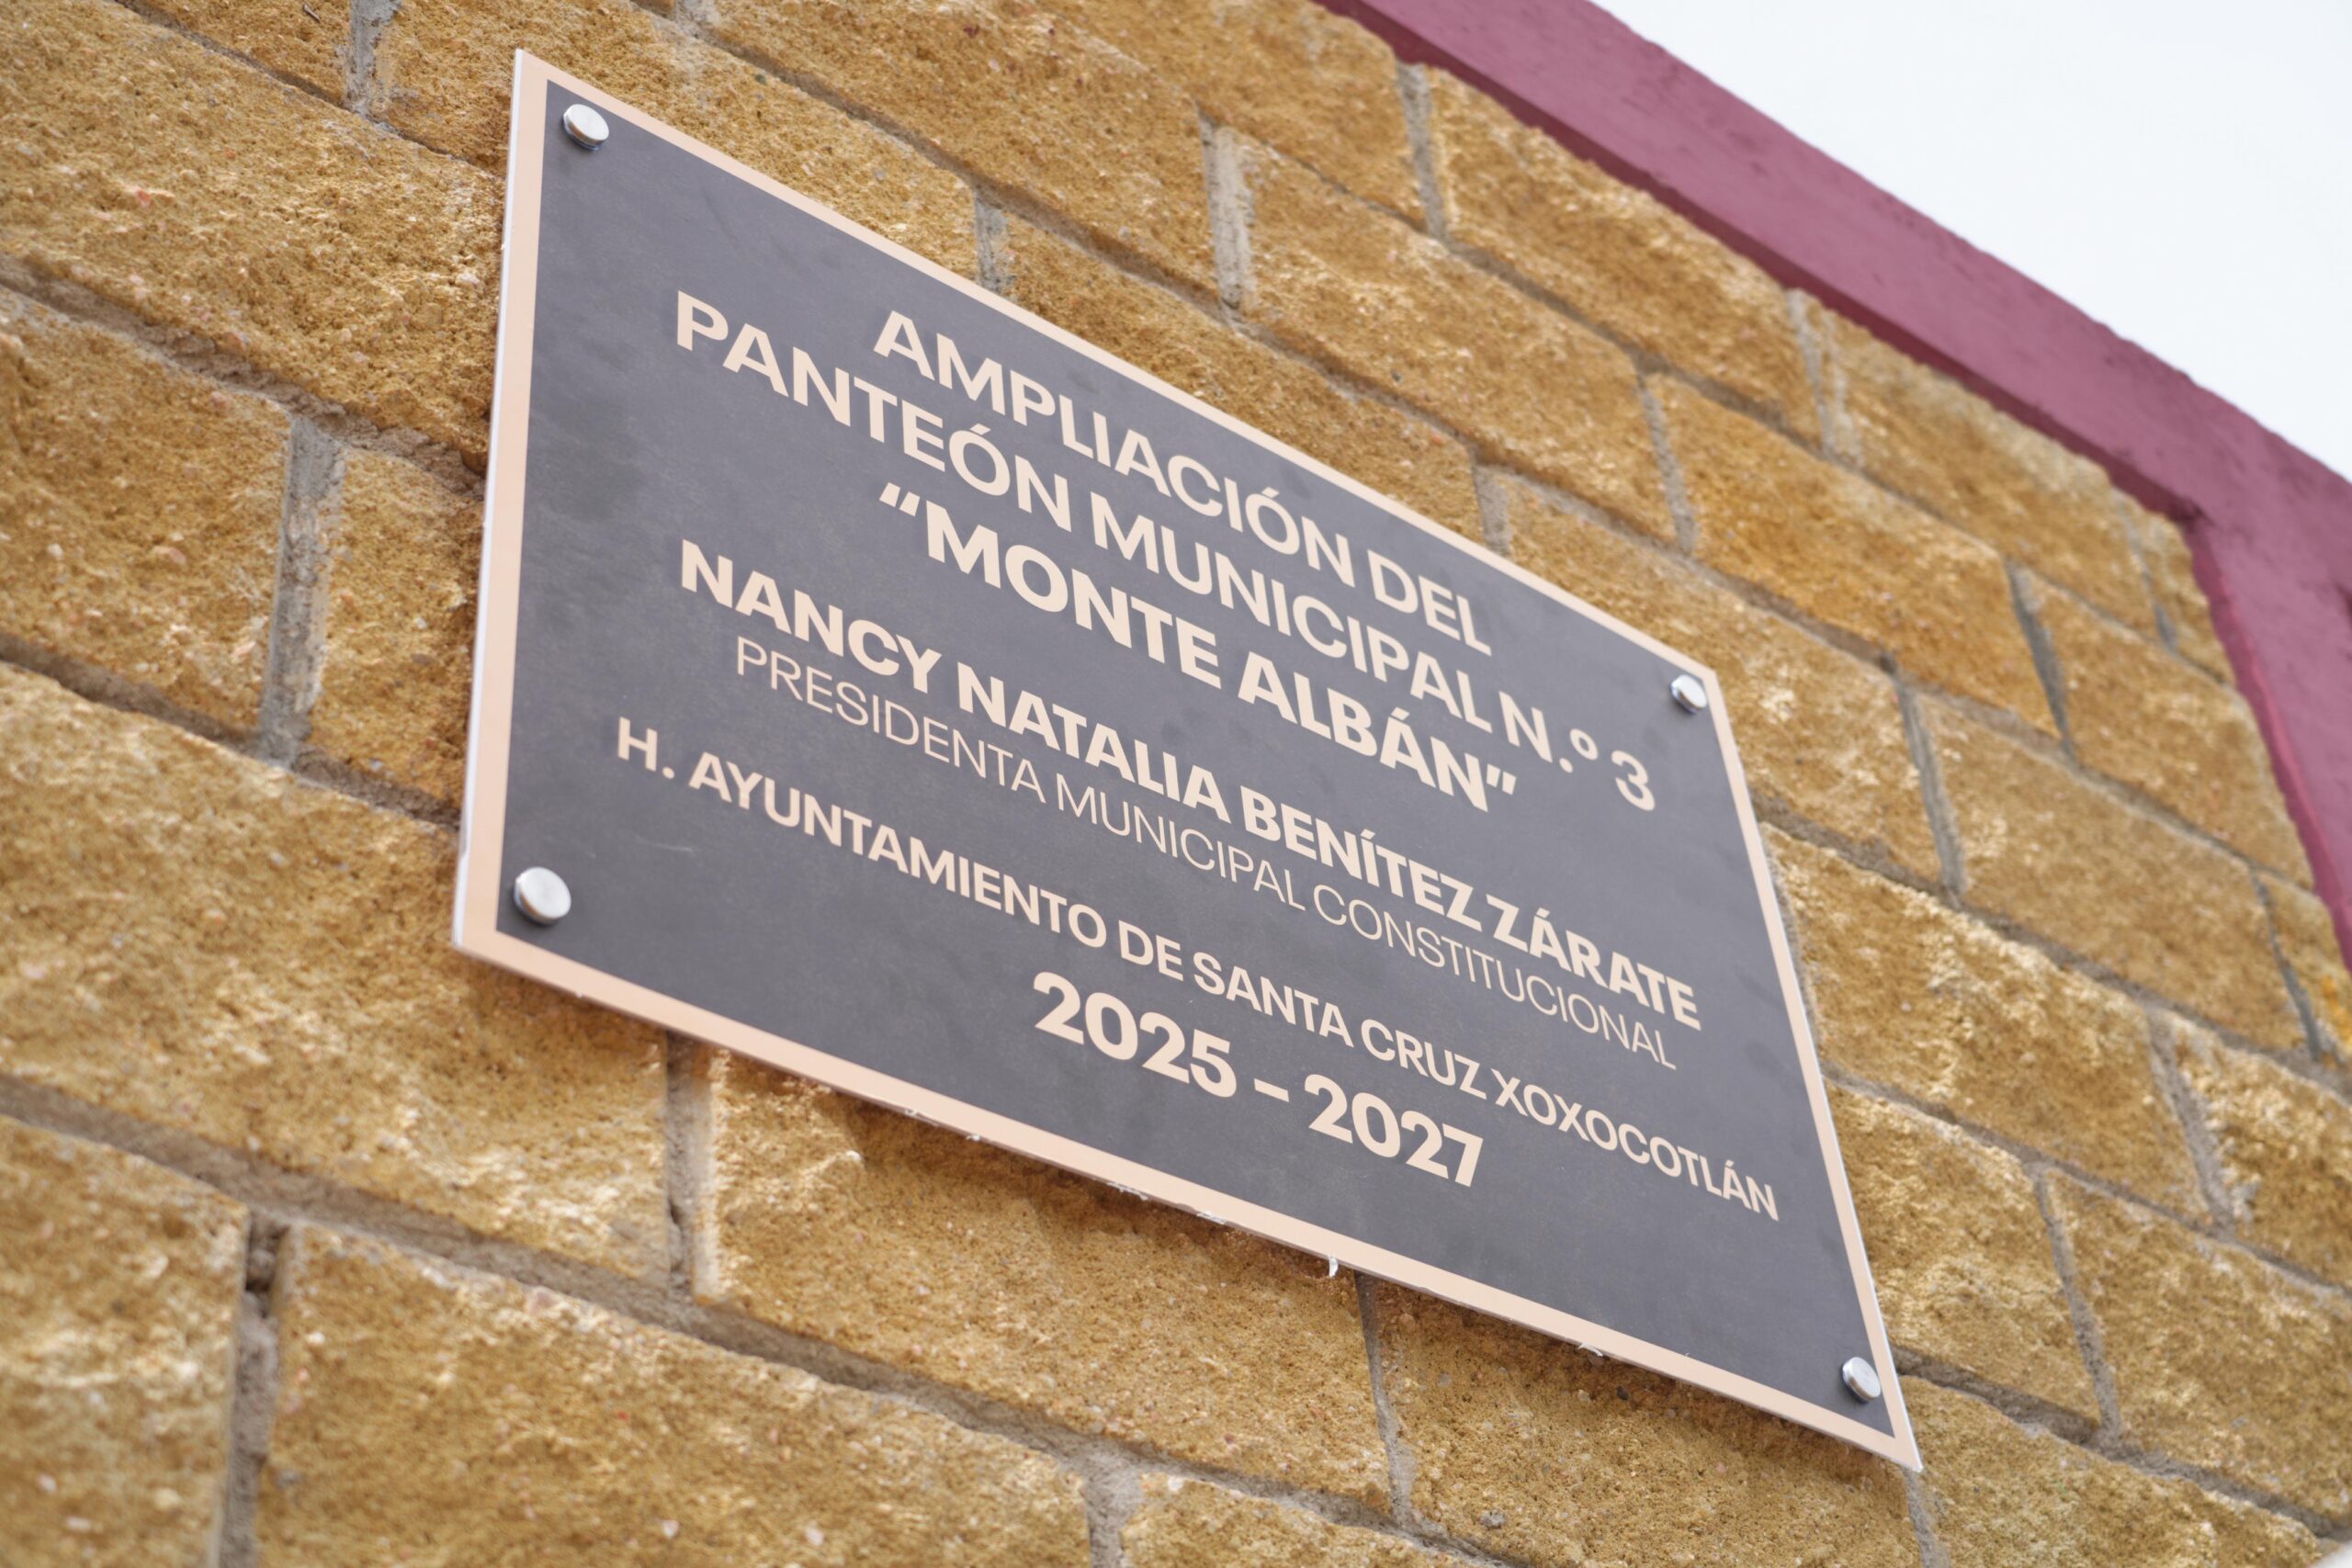 AMPLIACIÓN DEL
PANTEÓN MUNICIPAL N.º 3
“MONTE ALBÁN”
NANCY NATALIA BENÍTEZ ZÁRATE
PRESIDENTA MUNICIPAL CONSTITUCIONAL
H. AYUNTAMIENTO DE SANTA CRUZ XOXOCOTLÁN
2025 - 2027